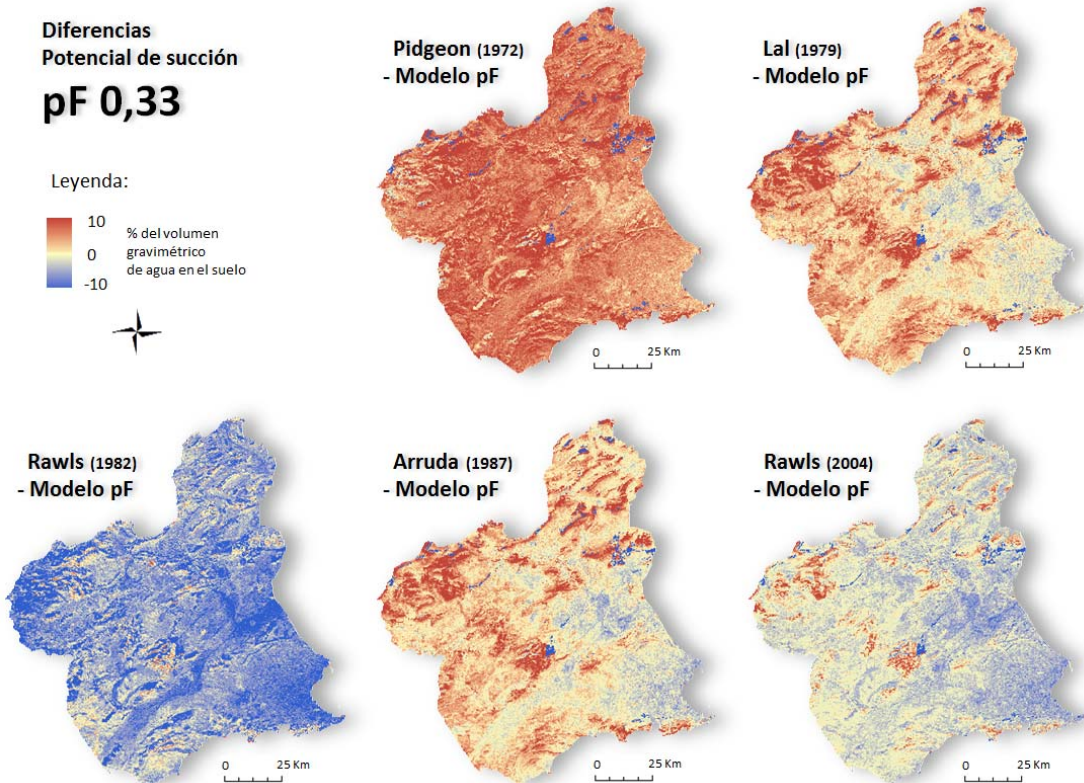 Diferencias
Potencial de succión
pF 0,33
Leyenda:
10
0
-10
% del volumen
gravimétrico
de agua en el suelo
Pidgeon (1972)
- Modelo pF
0 25 Km
Lal (1979)
- Modelo pF
0 25 Km
Rawls (1982)
- Modelo pF
0 25 Km
Arruda (1987)
- Modelo pF
0 25 Km
Rawls (2004)
- Modelo pF
0 25 Km